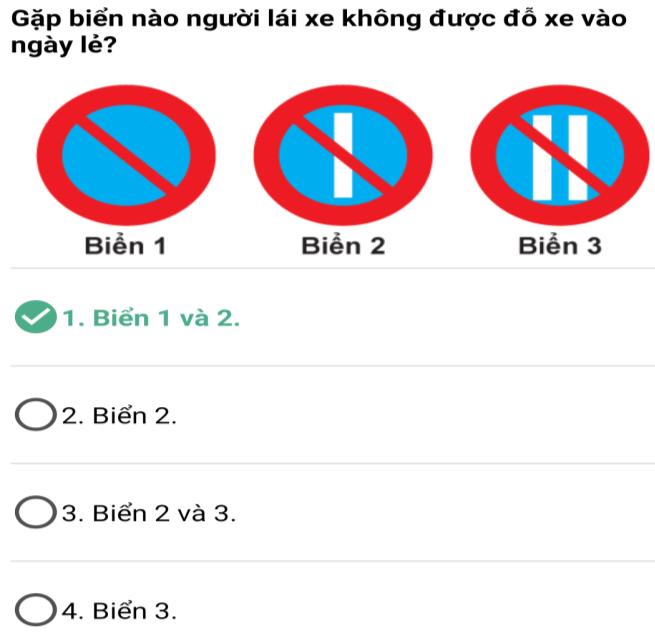 Gặp biển nào người lái xe không được đỗ xe vào
ngày lẻ?
Biển 1 Biển 2 Biển 3
1. Biển 1 và 2.
2. Biển 2.
3. Biển 2 và 3.
4. Biển 3.